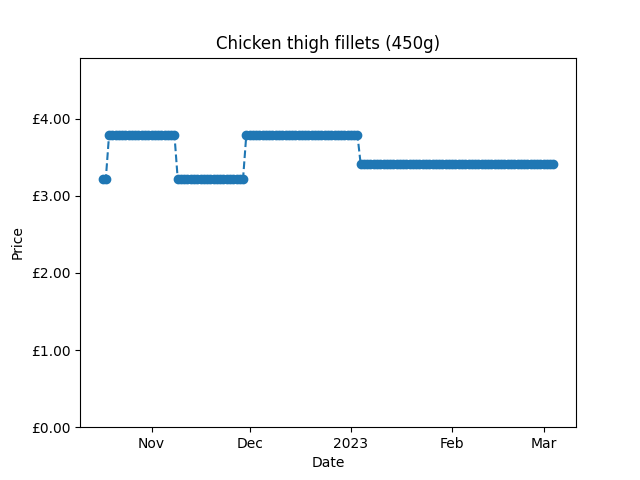 Chicken thigh fillets (450g)
£4.00
£3.00
£2.00
£1.00
£0.00
Price
Nov Dec 2023 Feb Mar
Date